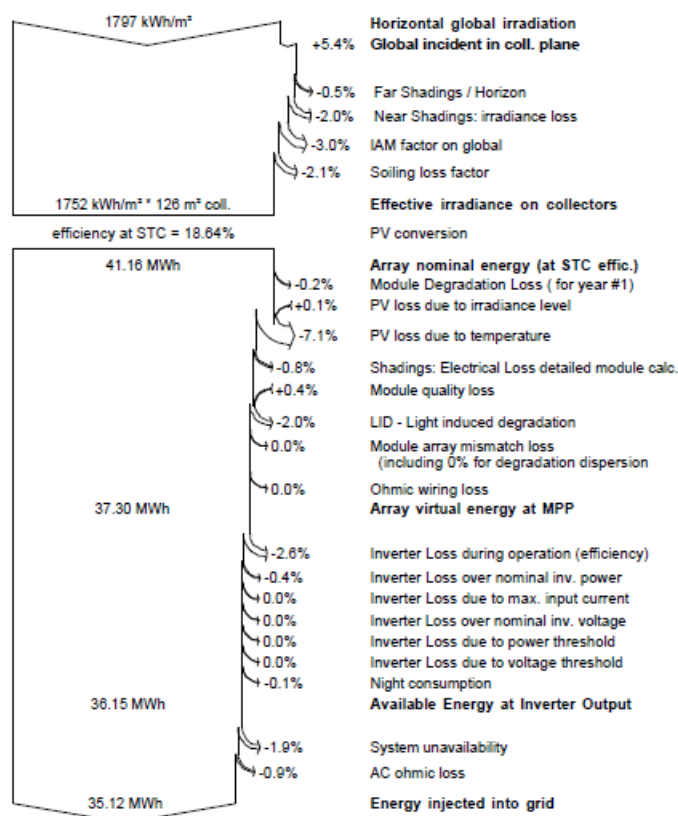 1797 kWh/m² Horizontal global irradiation
+5.4% Global incident in coll. plane
-0.5% Far Shadings / Horizon
-2.0% Near Shadings: irradiance loss
-3.0% IAM factor on global
-2.1% Soiling loss factor
1752 kWh/m² * 126 m² coll. Effective irradiance on collectors
efficiency at STC = 18.64% PV conversion
41.16 MWh Array nominal energy (at STC effic.)
-0.2% Module Degradation Loss ( for year #1)
+0.1% PV loss due to irradiance level
-7.1% PV loss due to temperature
-0.8% Shadings: Electrical Loss detailed module calc.
+0.4% Module quality loss
-2.0% LID - Light induced degradation
0.0% Module array mismatch loss
(including 0% for degradation dispersion
0.0% Ohmic wiring loss
37.30 MWh Array virtual energy at MPP
-2.6% Inverter Loss during operation (efficiency)
-0.4% Inverter Loss over nominal inv. power
0.0% Inverter Loss due to max. input current
0.0% Inverter Loss over nominal inv. voltage
0.0% Inverter Loss due to power threshold
0.0% Inverter Loss due to voltage threshold
-0.1% Night consumption
36.15 MWh Available Energy at Inverter Output
-1.9% System unavailability
-0.9% AC ohmic loss
35.12 MWh Energy injected into grid